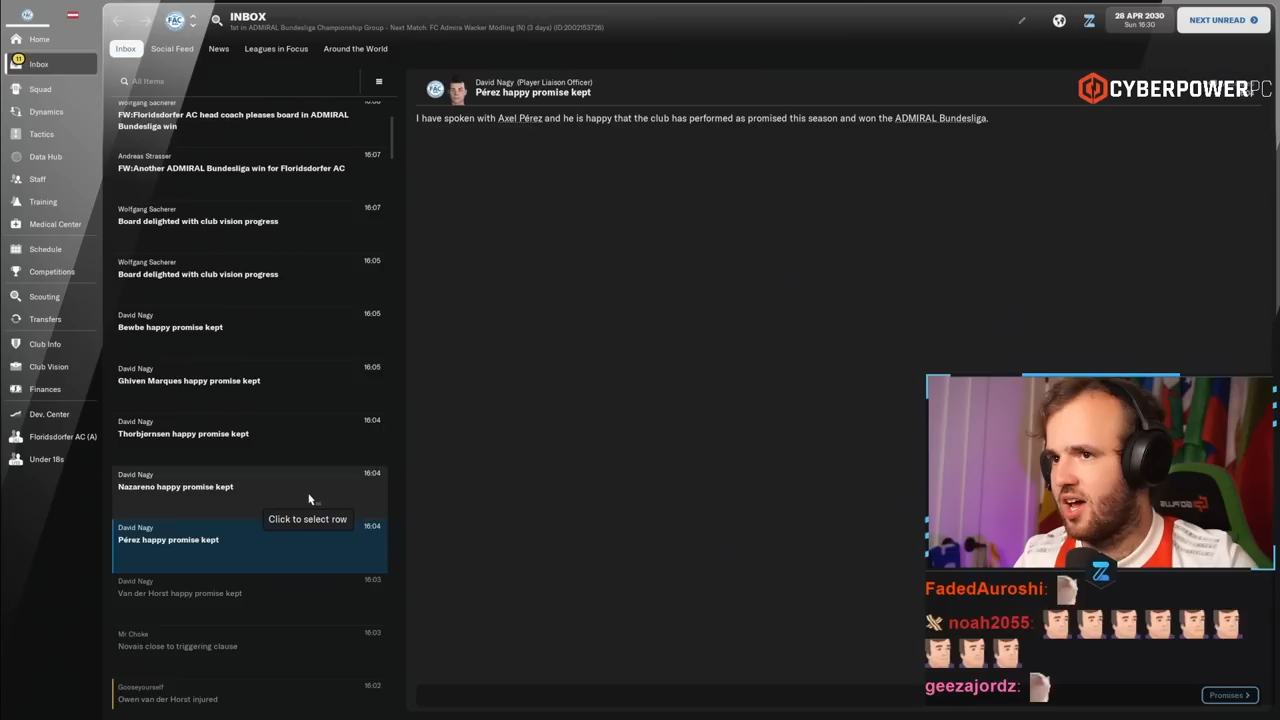 INBOX
1st in ADMIRAL Bundesliga Championship Group - Next Match: FC Admira Wacker Mödling (N) (3 days) (ID:2002153726)
28 APR 2030
Sun 16:30
NEXT UNREAD
Home
11
Inbox
Squad
Dynamics
Tactics
Data Hub
Staff
Training
Medical Center
Schedule
Competitions
Scouting
Transfers
Club Info
Club Vision
Finances
Dev. Center
Floridsdorfer AC (A)
Under 18s
Inbox
Social Feed
News
Leagues in Focus
Around the World
All Items
Wolfgang Sacherer
FW:Floridsdorfer AC head coach pleases board in ADMIRAL
Bundesliga win
Andreas Strasser 16:07
FW:Another ADMIRAL Bundesliga win for Floridsdorfer AC
Wolfgang Sacherer 16:07
Board delighted with club vision progress
Wolfgang Sacherer 16:05
Board delighted with club vision progress
David Nagy 16:05
Bewbe happy promise kept
David Nagy 16:05
Ghiven Marques happy promise kept
David Nagy 16:04
Thorbjørnsen happy promise kept
David Nagy 16:04
Nazareno happy promise kept
Click to select row
David Nagy 16:04
Pérez happy promise kept
David Nagy 16:03
Van der Horst happy promise kept
Mr Choke 16:03
Novais close to triggering clause
Gooseyourself 16:02
Owen van der Horst injured
David Nagy (Player Liaison Officer)
Pérez happy promise kept
I have spoken with Axel Pérez and he is happy that the club has performed as promised this season and won the ADMIRAL Bundesliga.
CYBERPOWERPC
FadedAuroshi:
noah2055:
geezajordz:
Promises >